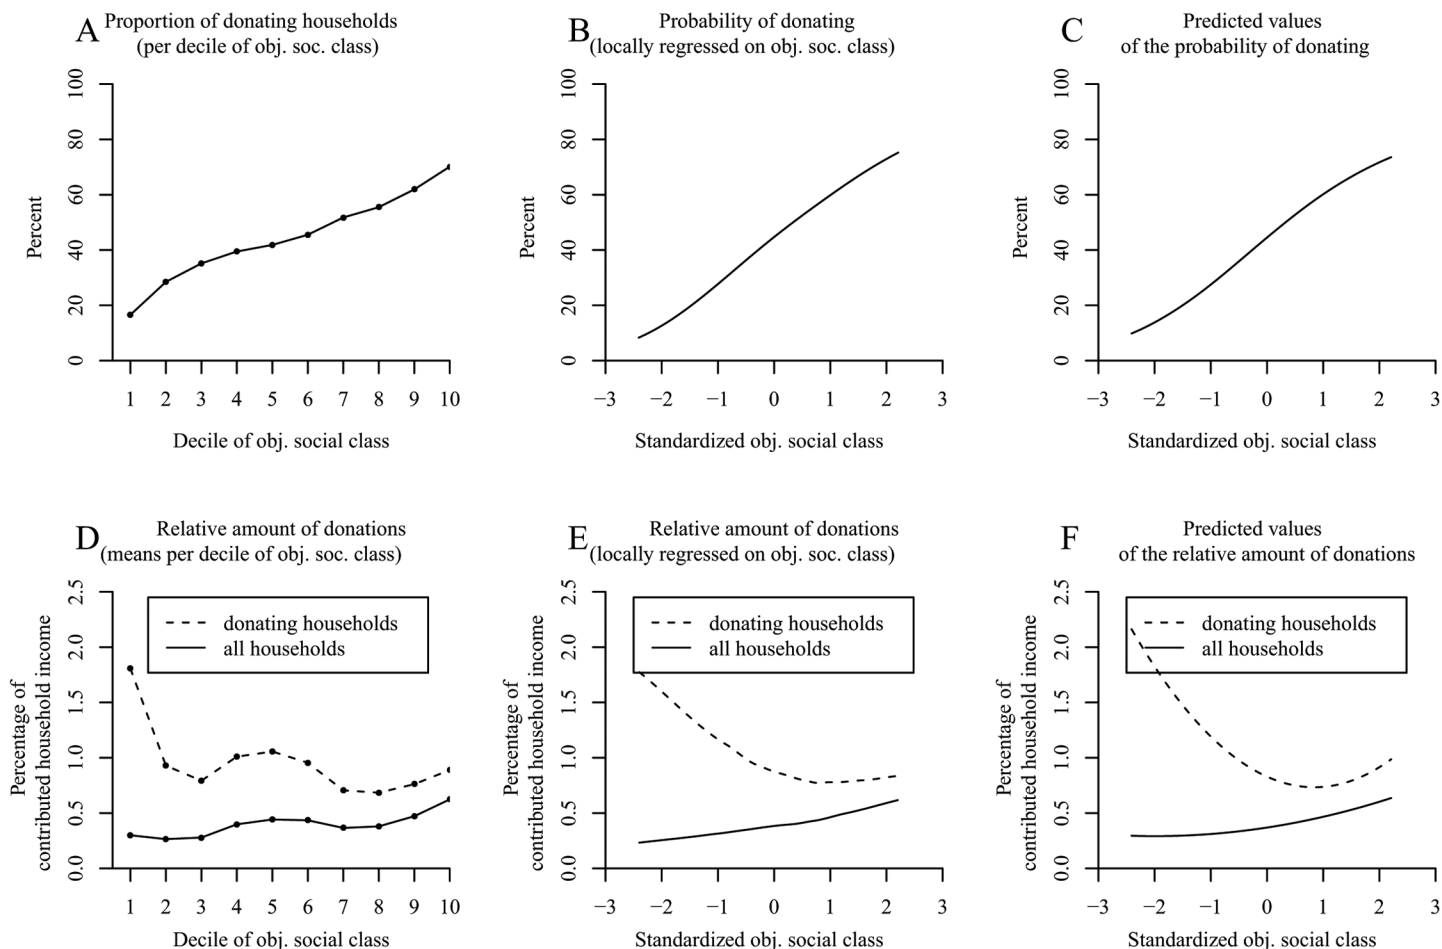 A
Proportion of donating households
(per decile of obj. soc. class)
Percent
0
20
40
60
80
100
1 2 3 4 5 6 7 8 9 10
Decile of obj. social class
B
Probability of donating
(locally regressed on obj. soc. class)
Percent
0
20
40
60
80
100
−3 −2 −1 0 1 2 3
Standardized obj. social class
C
Predicted values
of the probability of donating
Percent
0
20
40
60
80
100
−3 −2 −1 0 1 2 3
Standardized obj. social class
D
Relative amount of donations
(means per decile of obj. soc. class)
Percentage of
contributed household income
0.0
0.5
1.0
1.5
2.0
2.5
donating households
all households
1 2 3 4 5 6 7 8 9 10
Decile of obj. social class
E
Relative amount of donations
(locally regressed on obj. soc. class)
Percentage of
contributed household income
0.0
0.5
1.0
1.5
2.0
2.5
donating households
all households
−3 −2 −1 0 1 2 3
Standardized obj. social class
F
Predicted values
of the relative amount of donations
Percentage of
contributed household income
0.0
0.5
1.0
1.5
2.0
2.5
donating households
all households
−3 −2 −1 0 1 2 3
Standardized obj. social class